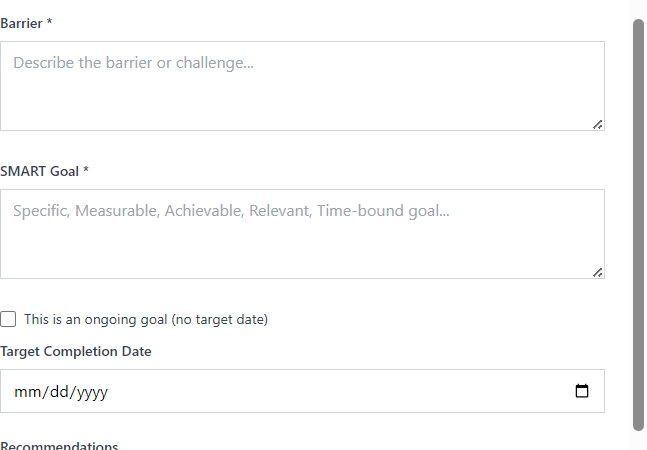 Barrier *
Describe the barrier or challenge...
SMART Goal *
Specific, Measurable, Achievable, Relevant, Time-bound goal...
This is an ongoing goal (no target date)
Target Completion Date
mm/dd/yyyy
Recommendations